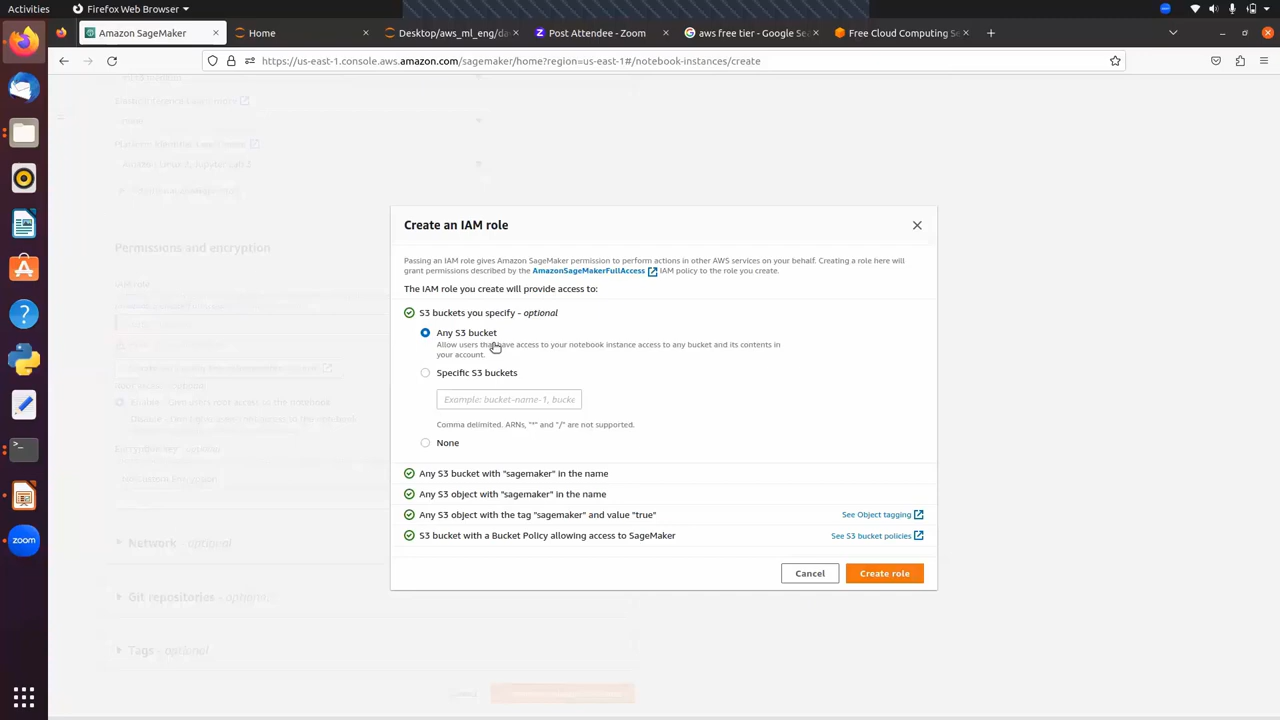 Activities
Firefox Web Browser
Amazon SageMaker
Home
Desktop/aws_ml_eng/da
Post Attendee - Zoom
aws free tier - Google Sea
Free Cloud Computing Se
https://us-east-1.console.aws.amazon.com/sagemaker/home?region=us-east-1#/notebook-instances/create
Permissions and encryption
Create an IAM role
Passing an IAM role gives Amazon SageMaker permission to perform actions in other AWS services on your behalf. Creating a role here will
grant permissions described by the AmazonSageMakerFullAccess IAM policy to the role you create.
The IAM role you create will provide access to:
S3 buckets you specify - optional
Any S3 bucket
Allow users that have access to your notebook instance access to any bucket and its contents in
your account.
Specific S3 buckets
Example: bucket-name-1, bucke
Comma delimited. ARNs, "*" and "/" are not supported.
None
Any S3 bucket with "sagemaker" in the name
Any S3 object with "sagemaker" in the name
Any S3 object with the tag "sagemaker" and value "true"
See Object tagging
S3 bucket with a Bucket Policy allowing access to SageMaker
See S3 bucket policies
Cancel
Create role
Network - optional
Git repositories - optional
Tags - optional
zoom